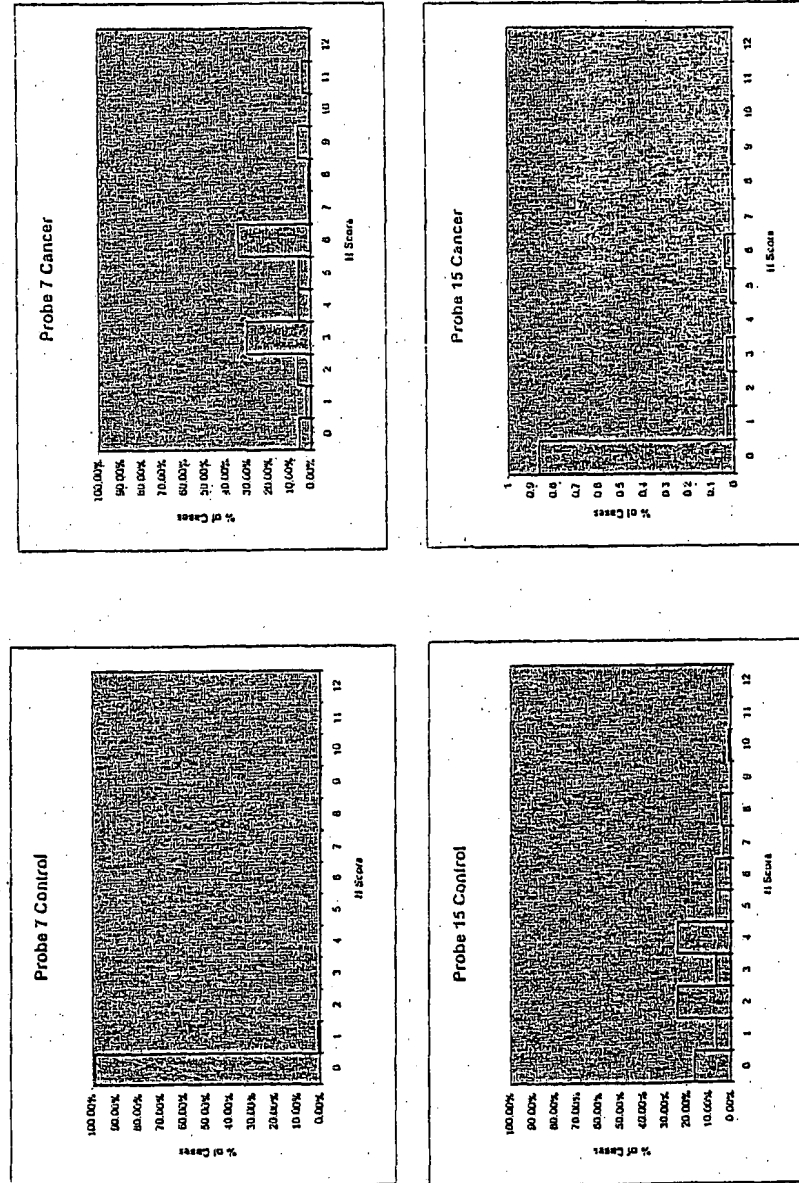 Probe 7 Control
100.00%
90.00%
80.00%
70.00%
60.00%
50.00%
40.00%
30.00%
20.00%
10.00%
0.00%
% of Cases
0 1 2 3 4 5 6 7 8 9 10 11 12
H Score
Probe 7 Cancer
100.00%
90.00%
80.00%
70.00%
60.00%
50.00%
40.00%
30.00%
20.00%
10.00%
0.00%
% of Cases
0 1 2 3 4 5 6 7 8 9 10 11 12
H Score
Probe 15 Control
100.00%
90.00%
80.00%
70.00%
60.00%
50.00%
40.00%
30.00%
20.00%
10.00%
0.00%
% of Cases
0 1 2 3 4 5 6 7 8 9 10 11 12
H Score
Probe 15 Cancer
1
0.9
0.8
0.7
0.6
0.5
0.4
0.3
0.2
0.1
0
% of Cases
0 1 2 3 4 5 6 7 8 9 10 11 12
H Score